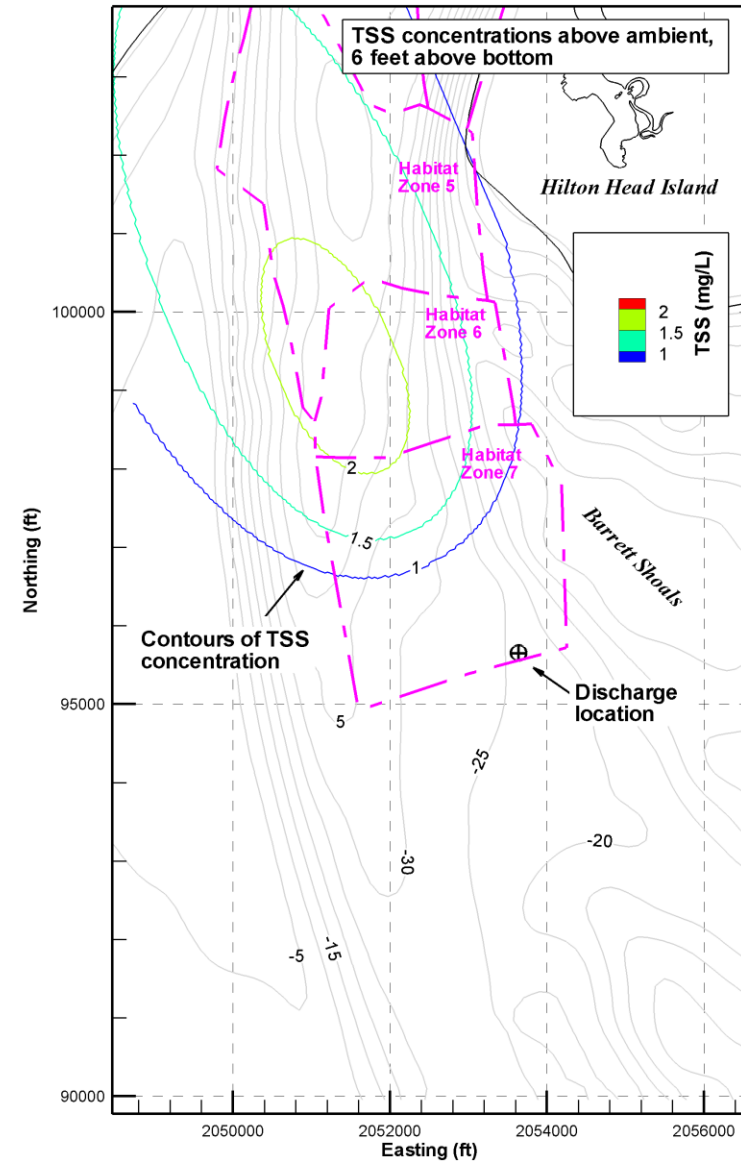 TSS concentrations above ambient,
6 feet above bottom
Habitat
Zone 5
Hilton Head Island
TSS (mg/L)
2
1.5
1
100000
Habitat
Zone 6
Habitat
Zone 7
2
1.5
1
Barrett Shoals
Northing (ft)
Contours of TSS
concentration
Discharge
location
95000
5
-25
-20
-30
-5
-15
90000
2050000
2052000
2054000
2056000
Easting (ft)